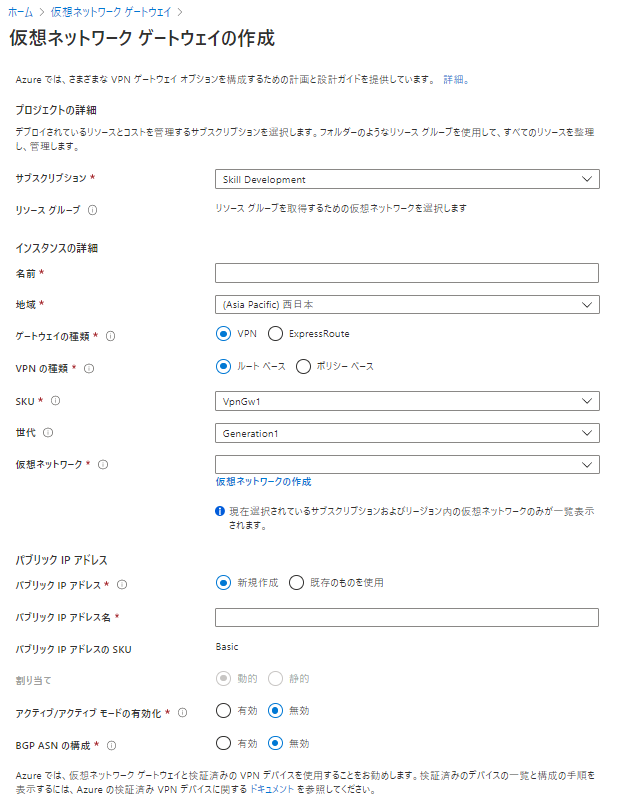 ホーム > 仮想ネットワーク ゲートウェイ >
仮想ネットワーク ゲートウェイの作成
Azure では、さまざまな VPN ゲートウェイ オプションを構成するための計画と設計ガイドを提供しています。 詳細。
プロジェクトの詳細
デプロイされているリソースとコストを管理するサブスクリプションを選択します。フォルダーのようなリソース グループを使用して、すべてのリソースを整理
し、管理します。
サブスクリプション * Skill Development
リソース グループ リソース グループを取得するための仮想ネットワークを選択します
インスタンスの詳細
名前 *
地域 * (Asia Pacific) 西日本
ゲートウェイの種類 * VPN ExpressRoute
VPN の種類 * ルート ベース ポリシー ベース
SKU * VpnGw1
世代 Generation1
仮想ネットワーク *
仮想ネットワークの作成
現在選択されているサブスクリプションおよびリージョン内の仮想ネットワークのみが一覧表示
されます。
パブリック IP アドレス
パブリック IP アドレス * 新規作成 既存のものを使用
パブリック IP アドレス名 *
パブリック IP アドレスの SKU Basic
割り当て 動的 静的
アクティブ/アクティブ モードの有効化 * 有効 無効
BGP ASN の構成 * 有効 無効
Azure では、仮想ネットワーク ゲートウェイと検証済みの VPN デバイスを使用することをお勧めします。検証済みのデバイスの一覧と構成の手順を
表示するには、Azure の検証済み VPN デバイスに関する ドキュメント を参照してください。